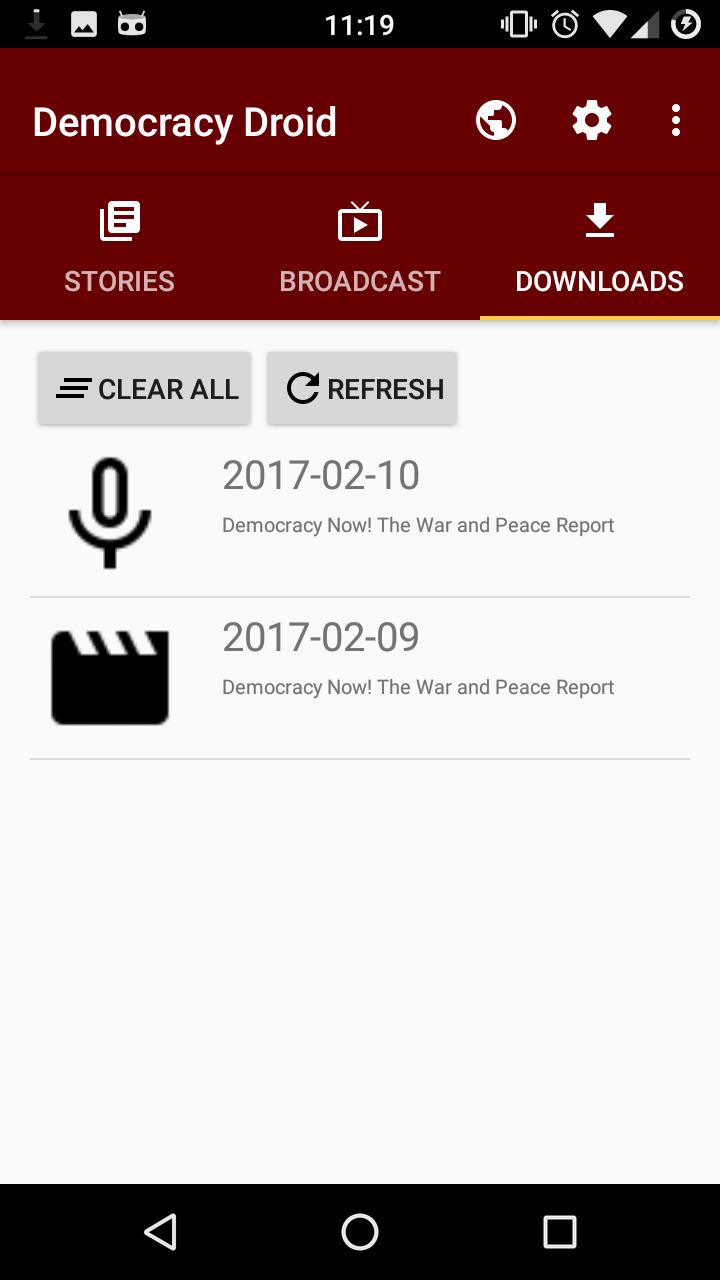 11:19
Democracy Droid
STORIES BROADCAST DOWNLOADS
CLEAR ALL REFRESH
2017-02-10
Democracy Now! The War and Peace Report
2017-02-09
Democracy Now! The War and Peace Report